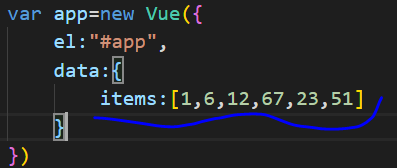 var app=new Vue({
el:"#app",
data:{
items:[1,6,12,67,23,51]
}
})